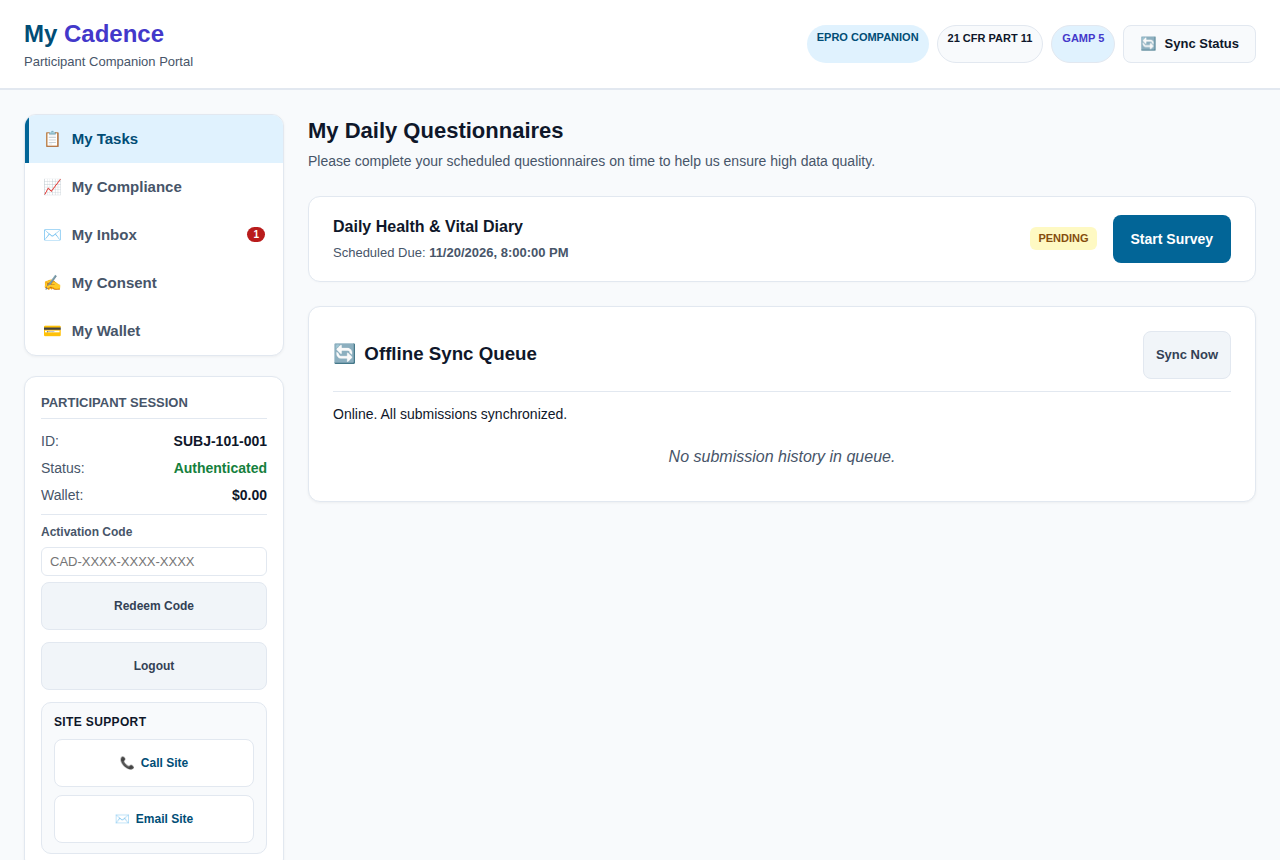 My Cadence
Participant Companion Portal
EPRO COMPANION
21 CFR PART 11
GAMP 5
Sync Status
My Tasks
My Compliance
My Inbox
1
My Consent
My Wallet
PARTICIPANT SESSION
ID: SUBJ-101-001
Status: Authenticated
Wallet: $0.00
Activation Code
CAD-XXXX-XXXX-XXXX
Redeem Code
Logout
SITE SUPPORT
Call Site
Email Site
My Daily Questionnaires
Please complete your scheduled questionnaires on time to help us ensure high data quality.
Daily Health & Vital Diary
Scheduled Due: 11/20/2026, 8:00:00 PM
PENDING
Start Survey
Offline Sync Queue
Sync Now
Online. All submissions synchronized.
No submission history in queue.